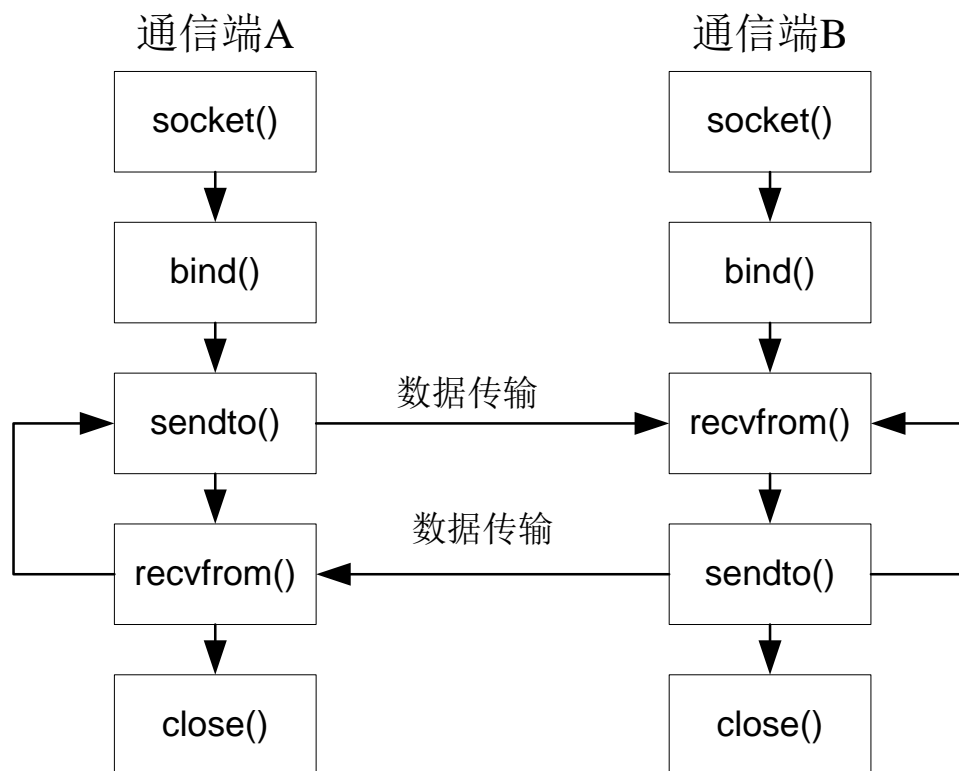 通信端A
通信端B
socket()
socket()
bind()
bind()
sendto()
数据传输
recvfrom()
recvfrom()
数据传输
sendto()
close()
close()